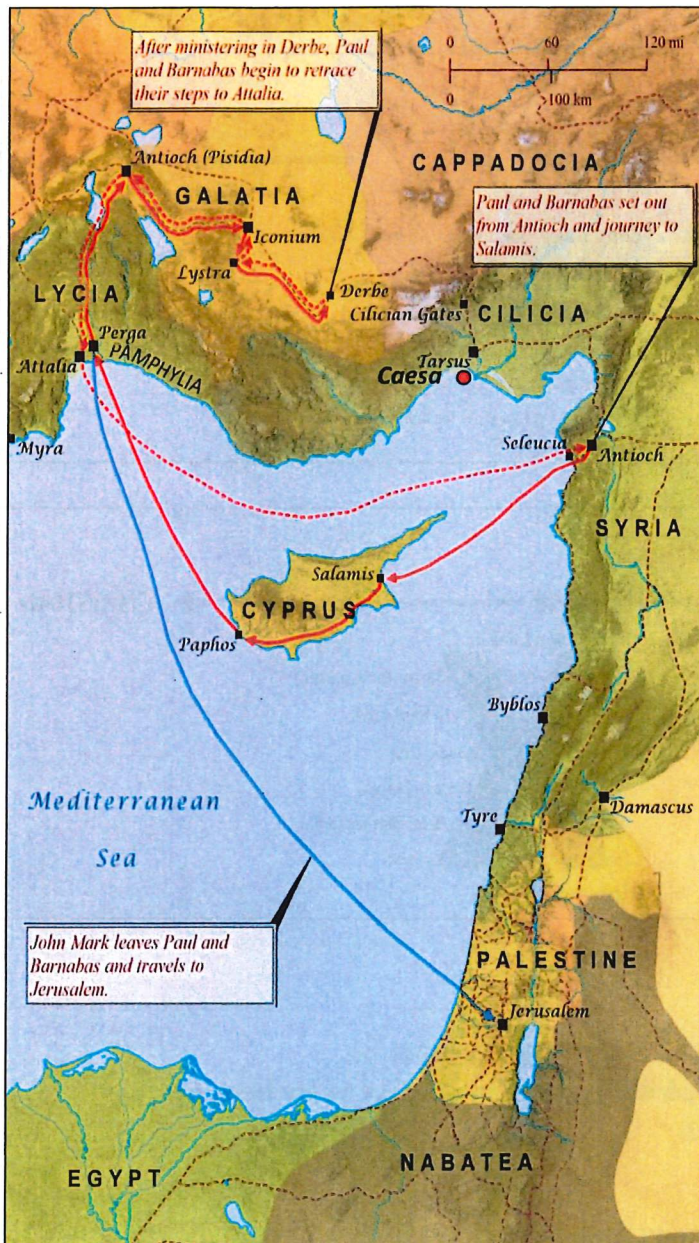 After ministering in Derbe, Paul
and Barnabas begin to retrace
their steps to Attalia.
0 60 120 mi
0 100 km
Antioch (Pisidia)
CAPPADOCIA
GALATIA
Paul and Barnabas set out
from Antioch and journey to
Salamis.
Iconium
Lystra
Derbe
LYCIA
Cilician Gates
CILICIA
Perga
PAMPHYLIA
Attalia
Tarsus
Caesa
Myra
Seleucia
Antioch
SYRIA
Salamis
CYPRUS
Paphos
Byblos
Mediterranean
Sea
Damascus
Tyre
John Mark leaves Paul and
Barnabas and travels to
Jerusalem.
PALESTINE
Jerusalem
NABATEA
EGYPT